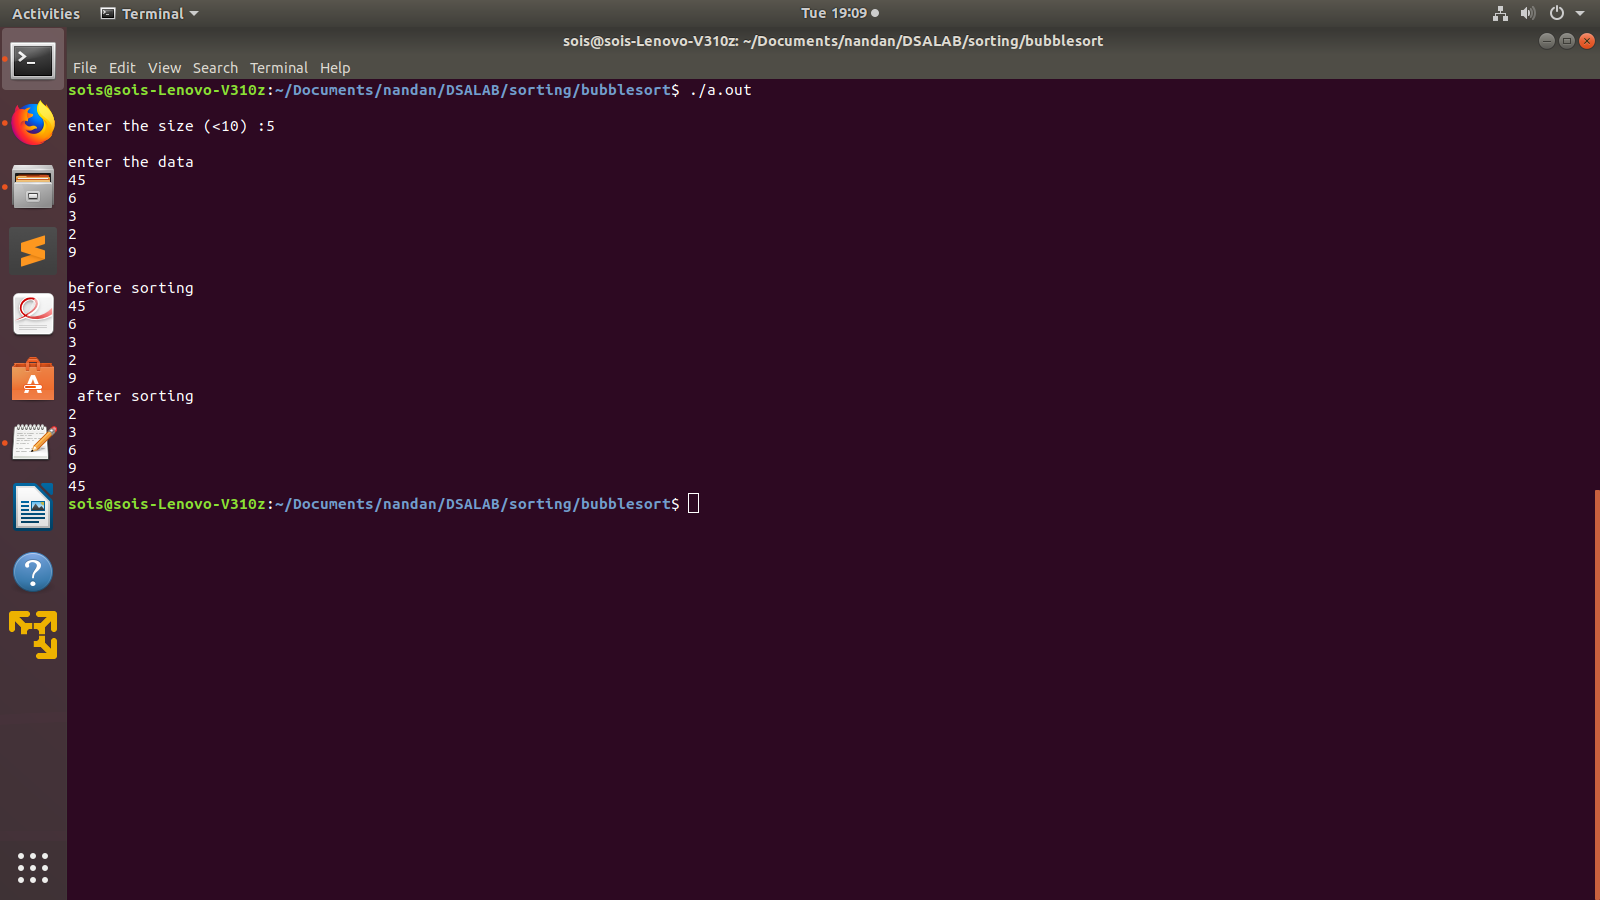 Activities Terminal Tue 19:09
sois@sois-Lenovo-V310z: ~/Documents/nandan/DSALAB/sorting/bubblesort
File Edit View Search Terminal Help
sois@sois-Lenovo-V310z:~/Documents/nandan/DSALAB/sorting/bubblesort$ ./a.out
enter the size (<10) :5
enter the data
45
6
3
2
9
before sorting
45
6
3
2
9
after sorting
2
3
6
9
45
sois@sois-Lenovo-V310z:~/Documents/nandan/DSALAB/sorting/bubblesort$